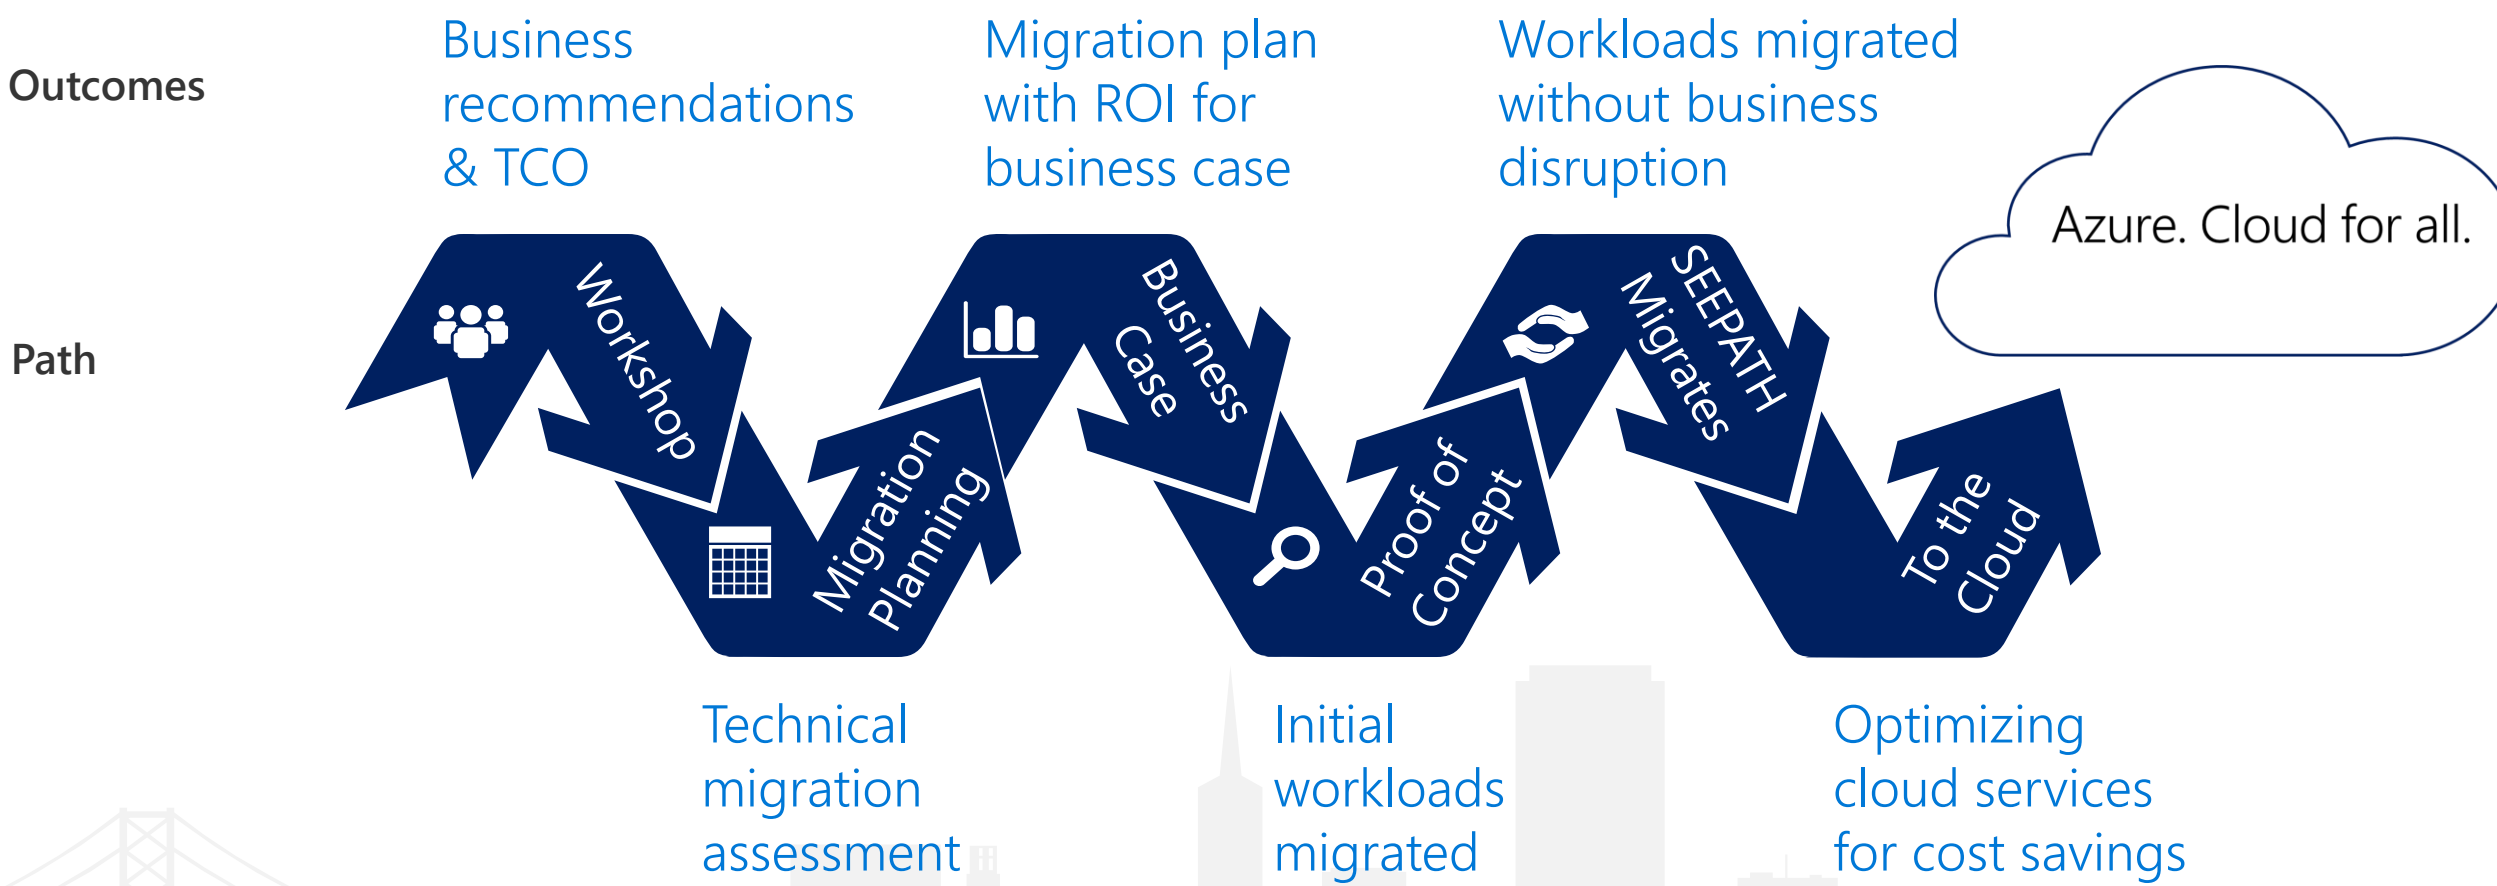 Outcomes
Business
recommendations
& TCO
Migration plan
with ROI for
business case
Workloads migrated
without business
disruption
Azure. Cloud for all.
Path
Workshop
Migration
Planning
Business
Case
Proof of
Concept
SEEPATH
Migrates
To the
Cloud
Technical
migration
assessment
Initial
workloads
migrated
Optimizing
cloud services
for cost savings